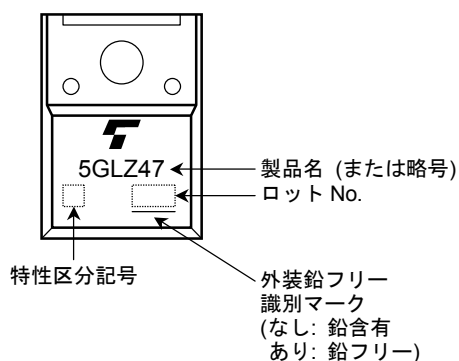 5GLZ47
製品名 (または略号)
ロット No.
特性区分記号
外装鉛フリー
識別マーク
(なし: 鉛含有
あり: 鉛フリー)